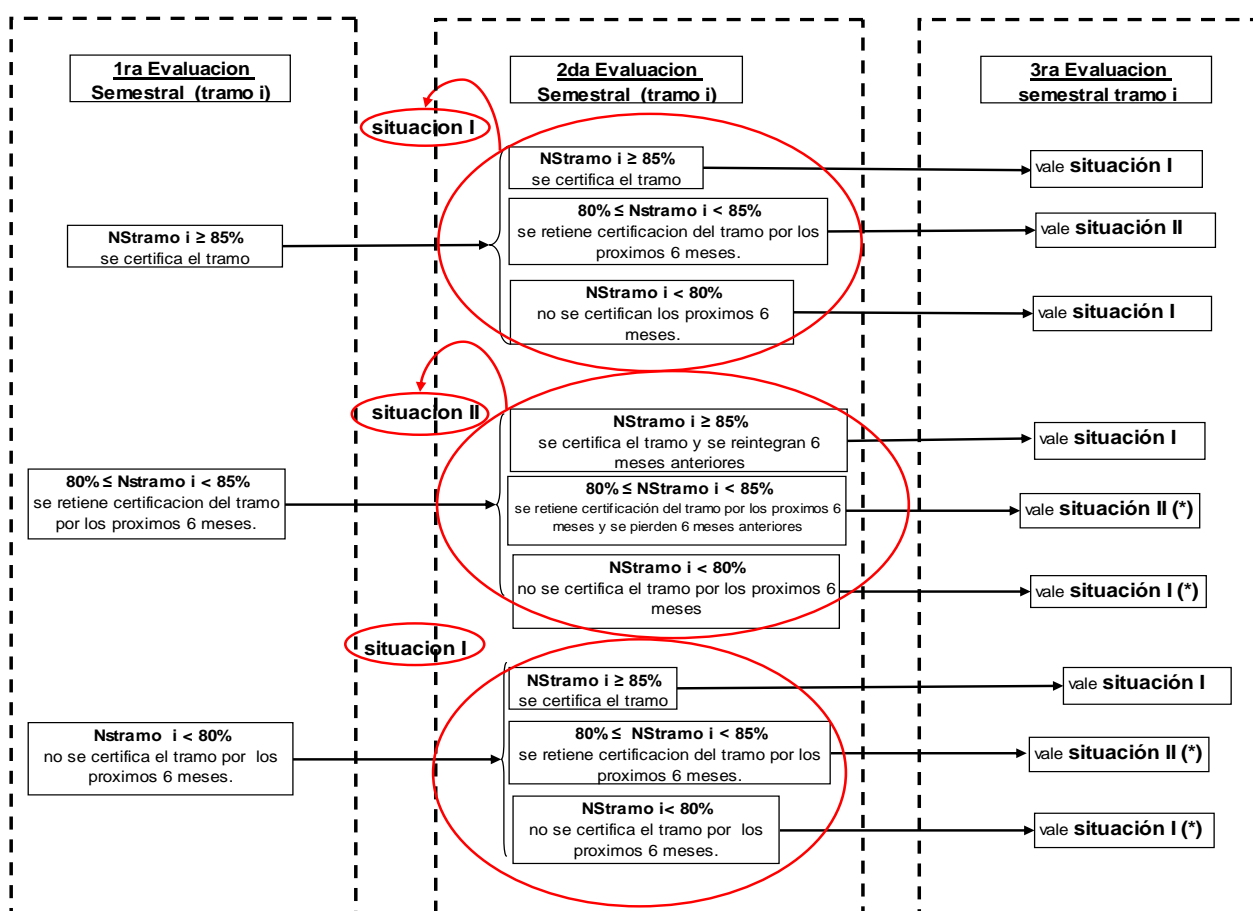 1ra Evaluacion
Semestral (tramo i)
NStramo i ≥ 85%
se certifica el tramo
80% ≤ Nstramo i < 85%
se retiene certificacion del tramo
por los proximos 6 meses.
Nstramo i < 80%
no se certifica el tramo por los
proximos 6 meses.
2da Evaluacion
Semestral (tramo i)
situacion I
NStramo i ≥ 85%
se certifica el tramo
80% ≤ Nstramo i < 85%
se retiene certificacion del tramo por los
proximos 6 meses.
NStramo i < 80%
no se certifican los proximos 6
meses.
situacion II
NStramo i ≥ 85%
se certifica el tramo y se reintegran 6
meses anteriores
80% ≤ NStramo i < 85%
se retiene certificación del tramo por los proximos 6
meses y se pierden 6 meses anteriores
NStramo i < 80%
no se certifica el tramo por los proximos 6
meses
situacion I
NStramo i ≥ 85%
se certifica el tramo
80% ≤ NStramo i < 85%
se retiene certificacion del tramo por los
proximos 6 meses.
NStramo i< 80%
no se certifica el tramo por los
proximos 6 meses.
3ra Evaluacion
semestral tramo i
vale situación I
vale situación II
vale situación I
vale situación I
vale situación II (*)
vale situación I (*)
vale situación I
vale situación II (*)
vale situación I (*)